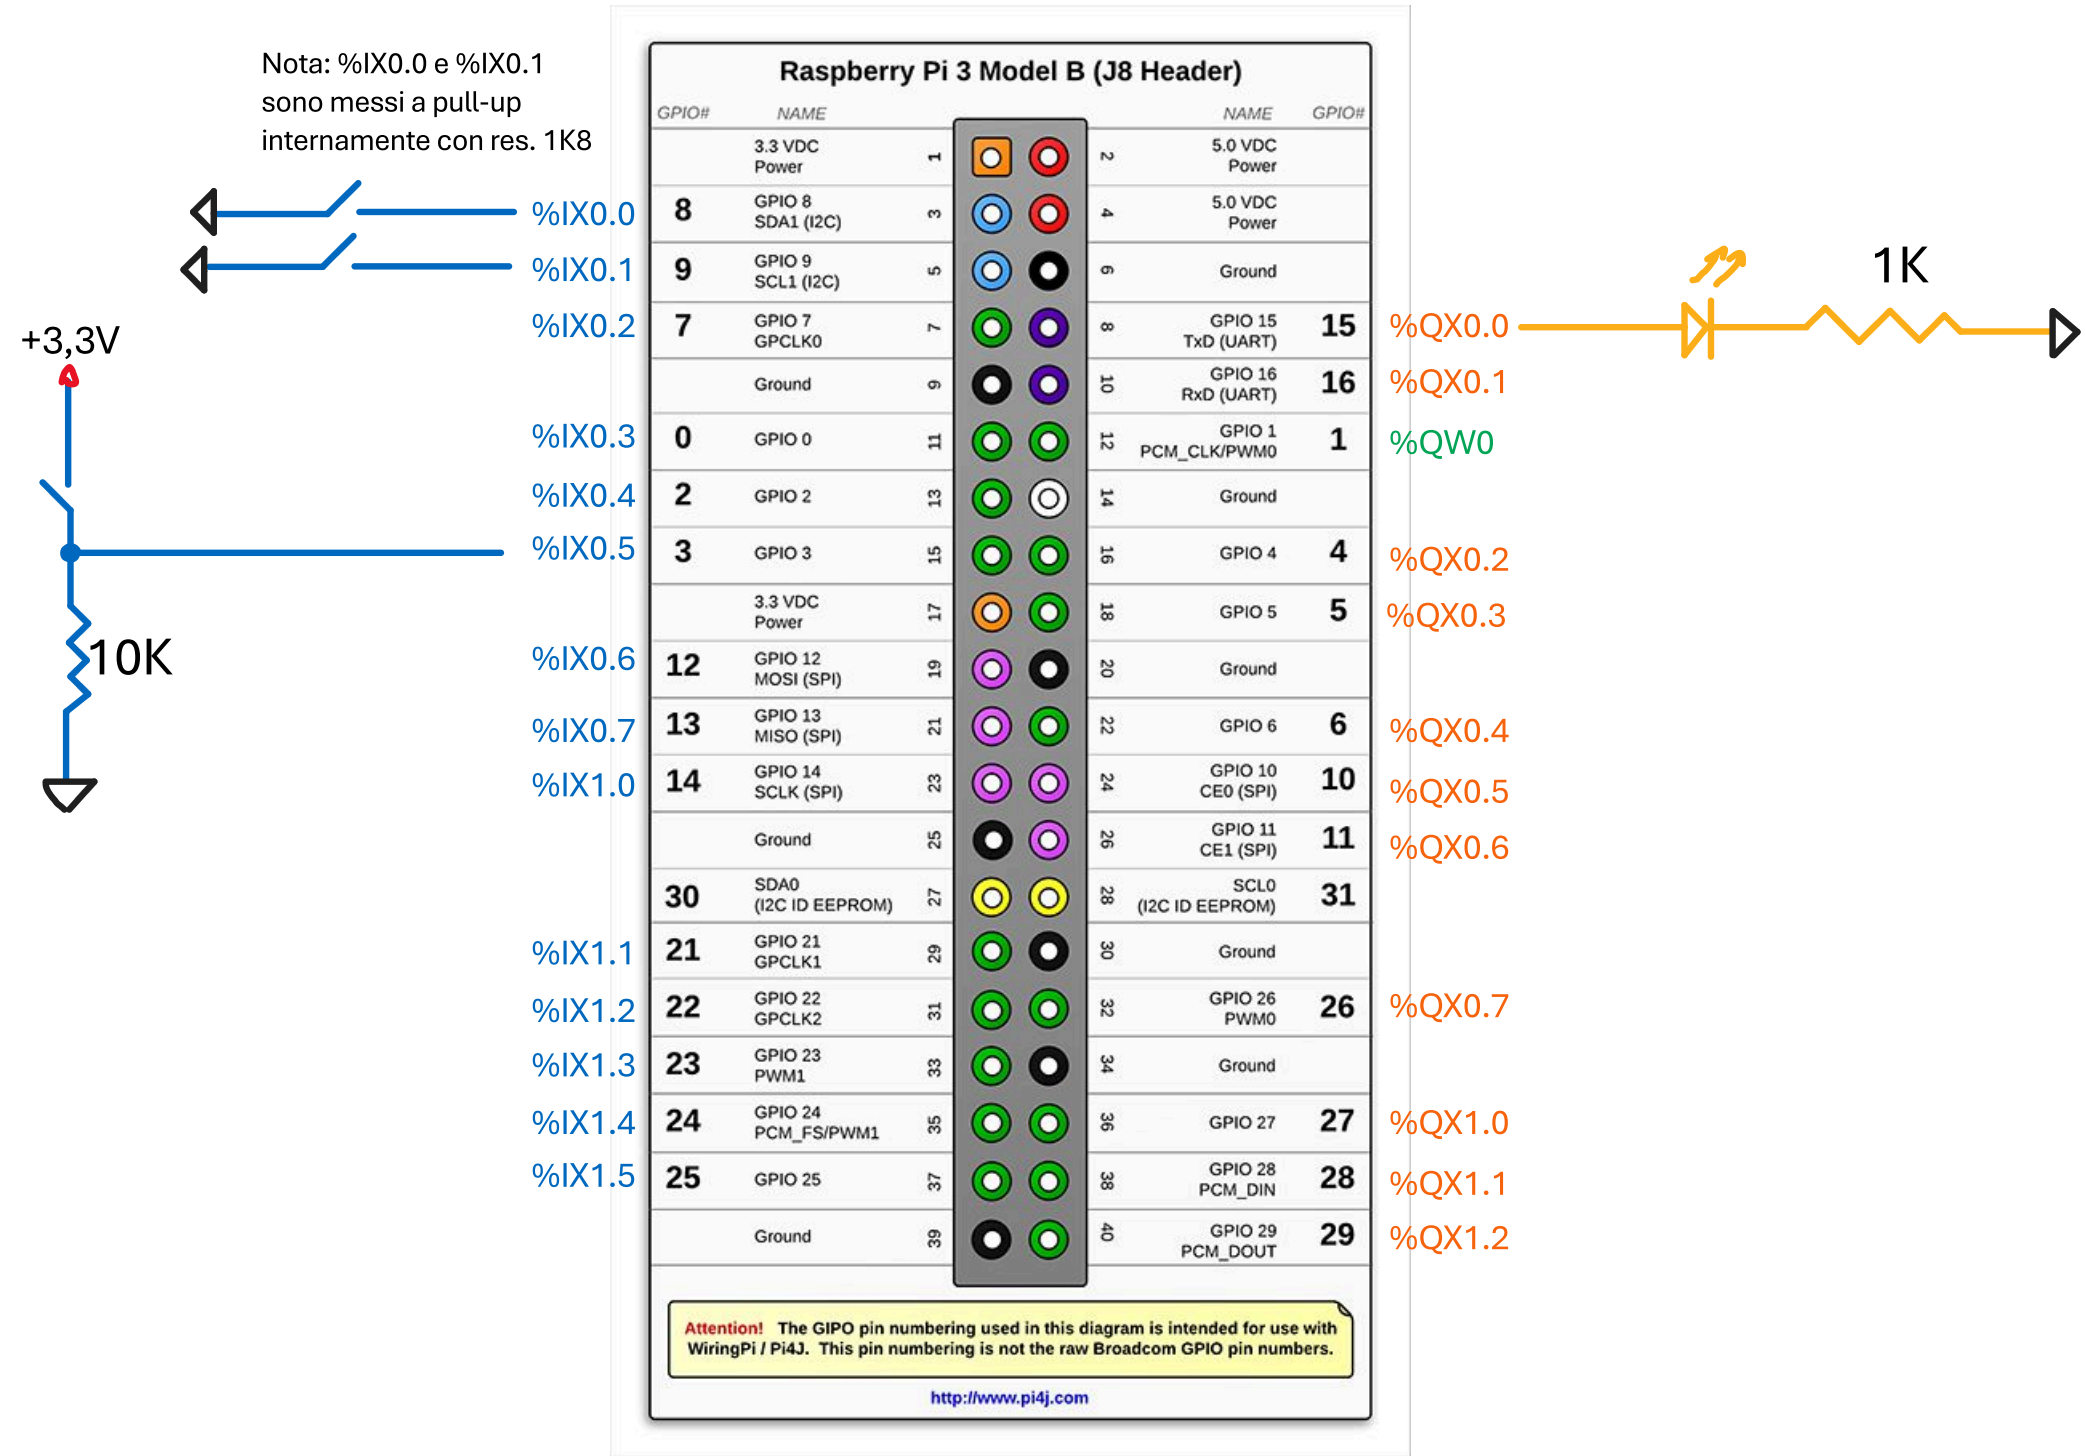 Nota: %IX0.0 e %IX0.1
sono messi a pull-up
internamente con res. 1K8
Raspberry Pi 3 Model B (J8 Header)
GPIO# NAME NAME GPIO#
3.3 VDC
Power
1
2
5.0 VDC
Power
%IX0.0
8
GPIO 8
SDA1 (I2C)
3
4
5.0 VDC
Power
%IX0.1
9
GPIO 9
SCL1 (I2C)
5
6
Ground
1K
+3,3V
%IX0.2
7
GPIO 7
GPCLK0
7
8
GPIO 15
TxD (UART)
15
%QX0.0
Ground
9
10
GPIO 16
RxD (UART)
16
%QX0.1
%IX0.3
0
GPIO 0
11
12
GPIO 1
PCM_CLK/PWM0
1
%QW0
%IX0.4
2
GPIO 2
13
14
Ground
%IX0.5
3
GPIO 3
15
16
GPIO 4
4
%QX0.2
3.3 VDC
Power
17
18
GPIO 5
5
%QX0.3
10K
%IX0.6
12
GPIO 12
MOSI (SPI)
19
20
Ground
%IX0.7
13
GPIO 13
MISO (SPI)
21
22
GPIO 6
6
%QX0.4
%IX1.0
14
GPIO 14
SCLK (SPI)
23
24
GPIO 10
CE0 (SPI)
10
%QX0.5
Ground
25
26
GPIO 11
CE1 (SPI)
11
%QX0.6
30
SDA0
(I2C ID EEPROM)
27
28
SCL0
(I2C ID EEPROM)
31
%IX1.1
21
GPIO 21
GPCLK1
29
30
Ground
%IX1.2
22
GPIO 22
GPCLK2
31
32
GPIO 26
PWM0
26
%QX0.7
%IX1.3
23
GPIO 23
PWM1
33
34
Ground
%IX1.4
24
GPIO 24
PCM_FS/PWM1
35
36
GPIO 27
27
%QX1.0
%IX1.5
25
GPIO 25
37
38
GPIO 28
PCM_DIN
28
%QX1.1
Ground
39
40
GPIO 29
PCM_DOUT
29
%QX1.2
Attention! The GIPO pin numbering used in this diagram is intended for use with
WiringPi / Pi4J. This pin numbering is not the raw Broadcom GPIO pin numbers.
http://www.pi4j.com